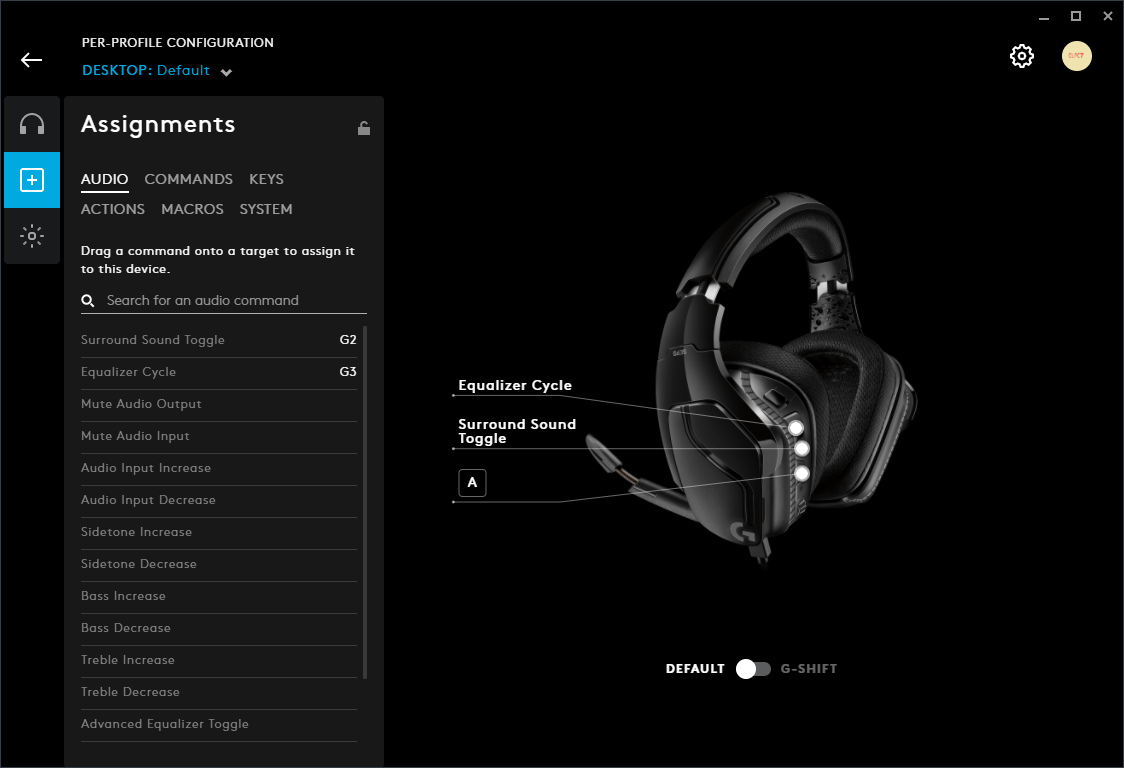 PER-PROFILE CONFIGURATION
DESKTOP: Default
Assignments
AUDIO COMMANDS KEYS
ACTIONS MACROS SYSTEM
Drag a command onto a target to assign it
to this device.
Search for an audio command
Surround Sound Toggle G2
Equalizer Cycle G3
Mute Audio Output
Mute Audio Input
Audio Input Increase
Audio Input Decrease
Sidetone Increase
Sidetone Decrease
Bass Increase
Bass Decrease
Treble Increase
Treble Decrease
Advanced Equalizer Toggle
Equalizer Cycle
Surround Sound
Toggle
A
DEFAULT G-SHIFT